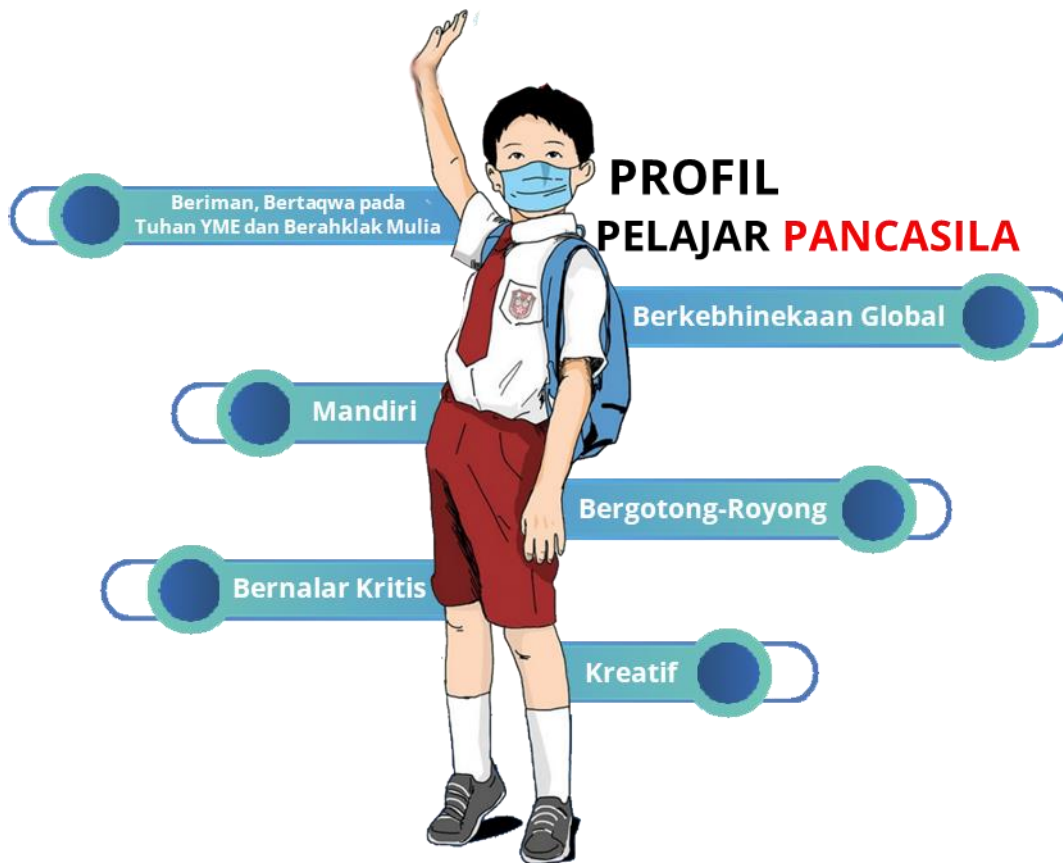 PROFIL
PELAJAR PANCASILA
Beriman, Bertaqwa pada
Tuhan YME dan Berahklak Mulia
Berkebhinekaan Global
Mandiri
Bergotong-Royong
Bernalar Kritis
Kreatif